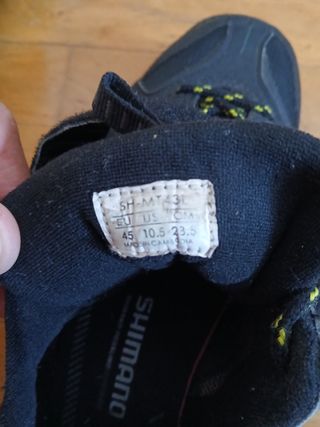 SH-MT43L
EU US CM
45 10.5 28.5
MADE IN CAMBODIA
SHIMANO